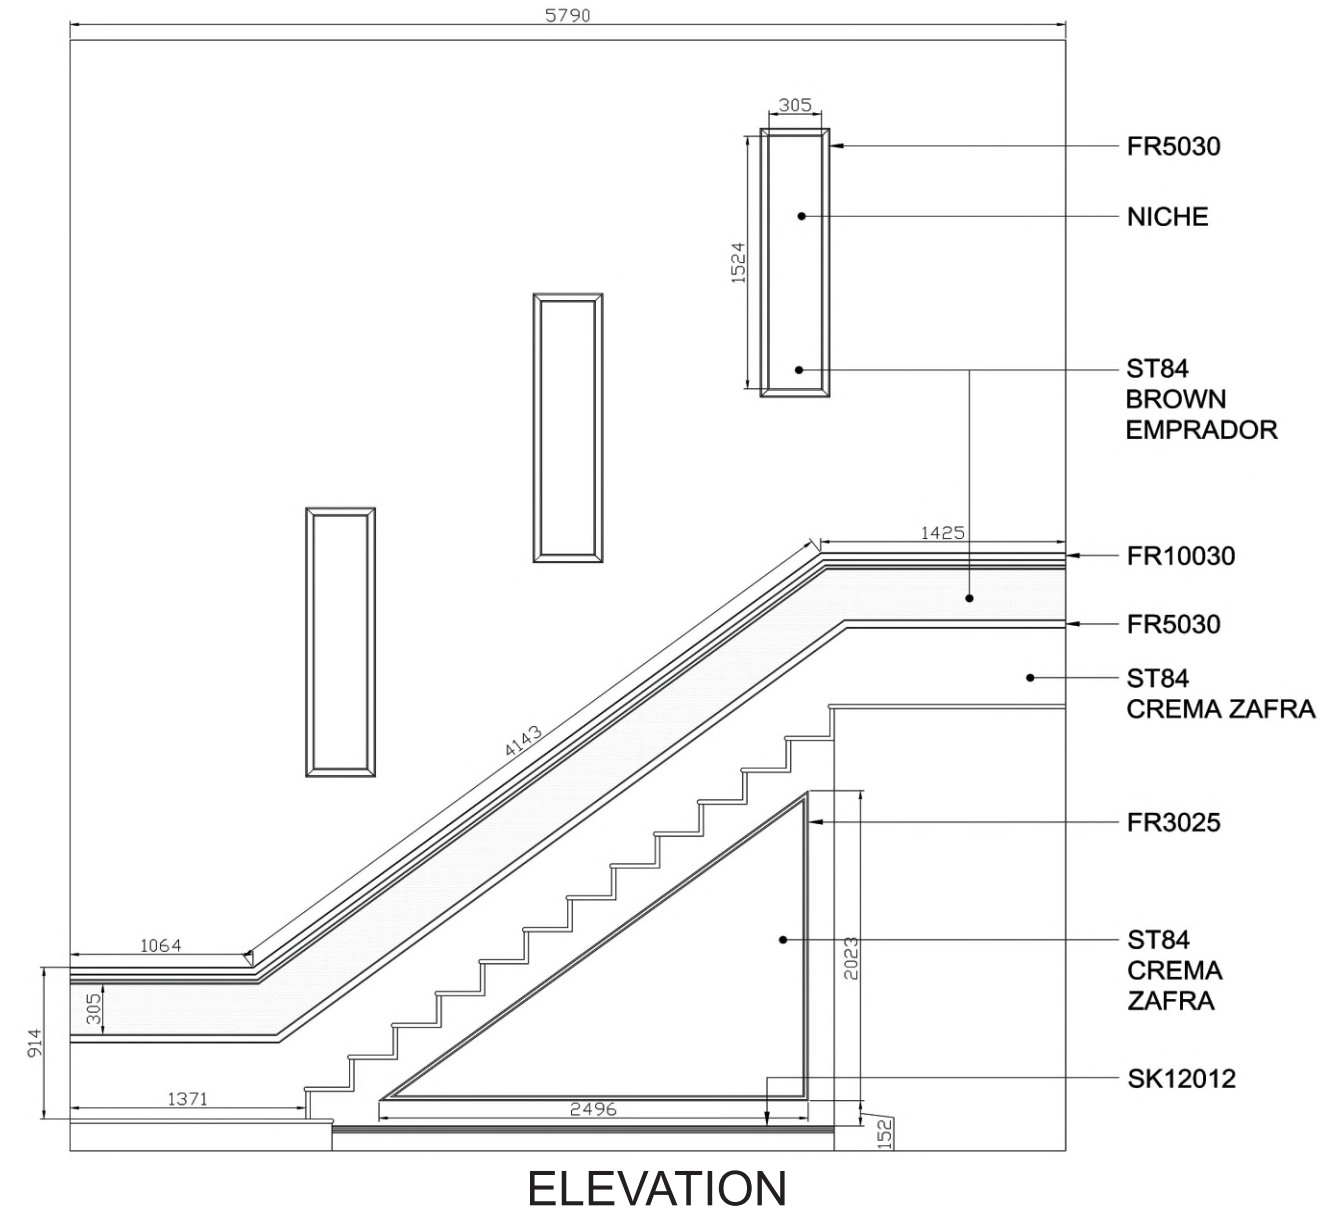 5790
305
FR5030
NICHE
1524
ST84
BROWN
EMPRADOR
1425
FR10030
FR5030
ST84
CREMA ZAFRA
4143
FR3025
1064
ST84
CREMA
ZAFRA
2023
305
914
SK12012
1371
2496
152
ELEVATION